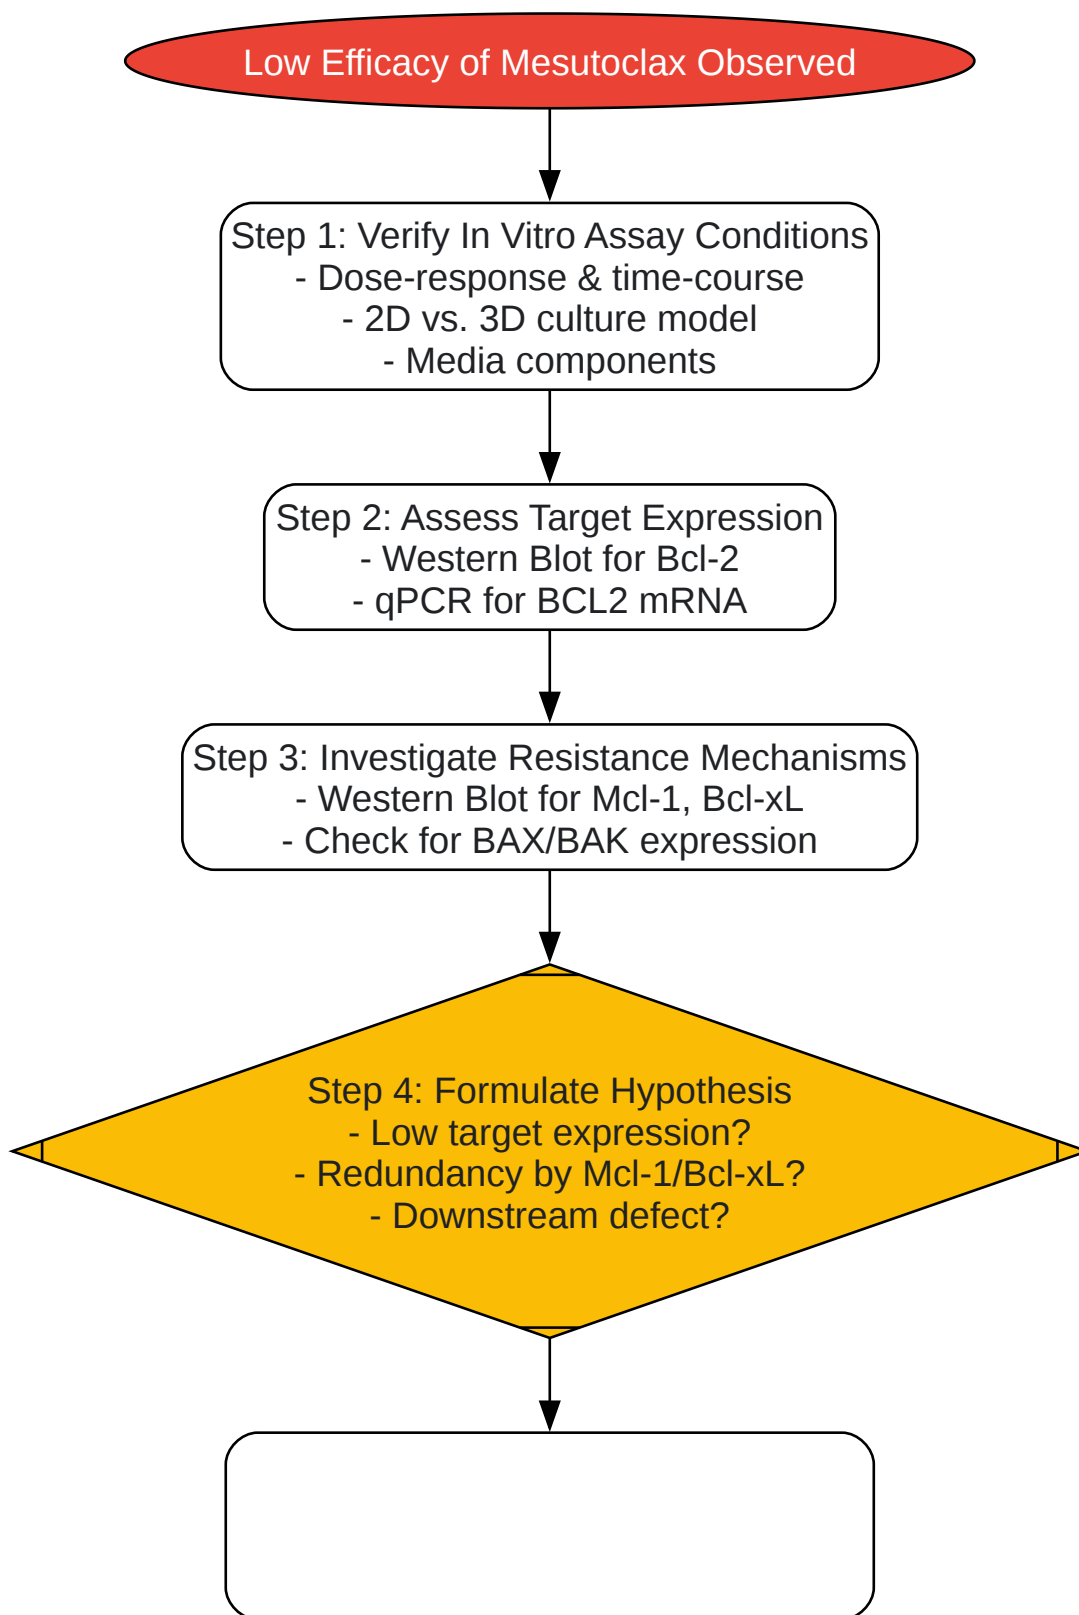 Low Efficacy of Mesutoclax Observed
Step 1: Verify In Vitro Assay Conditions
- Dose-response & time-course
- 2D vs. 3D culture model
- Media components
Step 2: Assess Target Expression
- Western Blot for Bcl-2
- qPCR for BCL2 mRNA
Step 3: Investigate Resistance Mechanisms
- Western Blot for Mcl-1, Bcl-xL
- Check for BAX/BAK expression
Step 4: Formulate Hypothesis
- Low target expression?
- Redundancy by Mcl-1/Bcl-xL?
- Downstream defect?